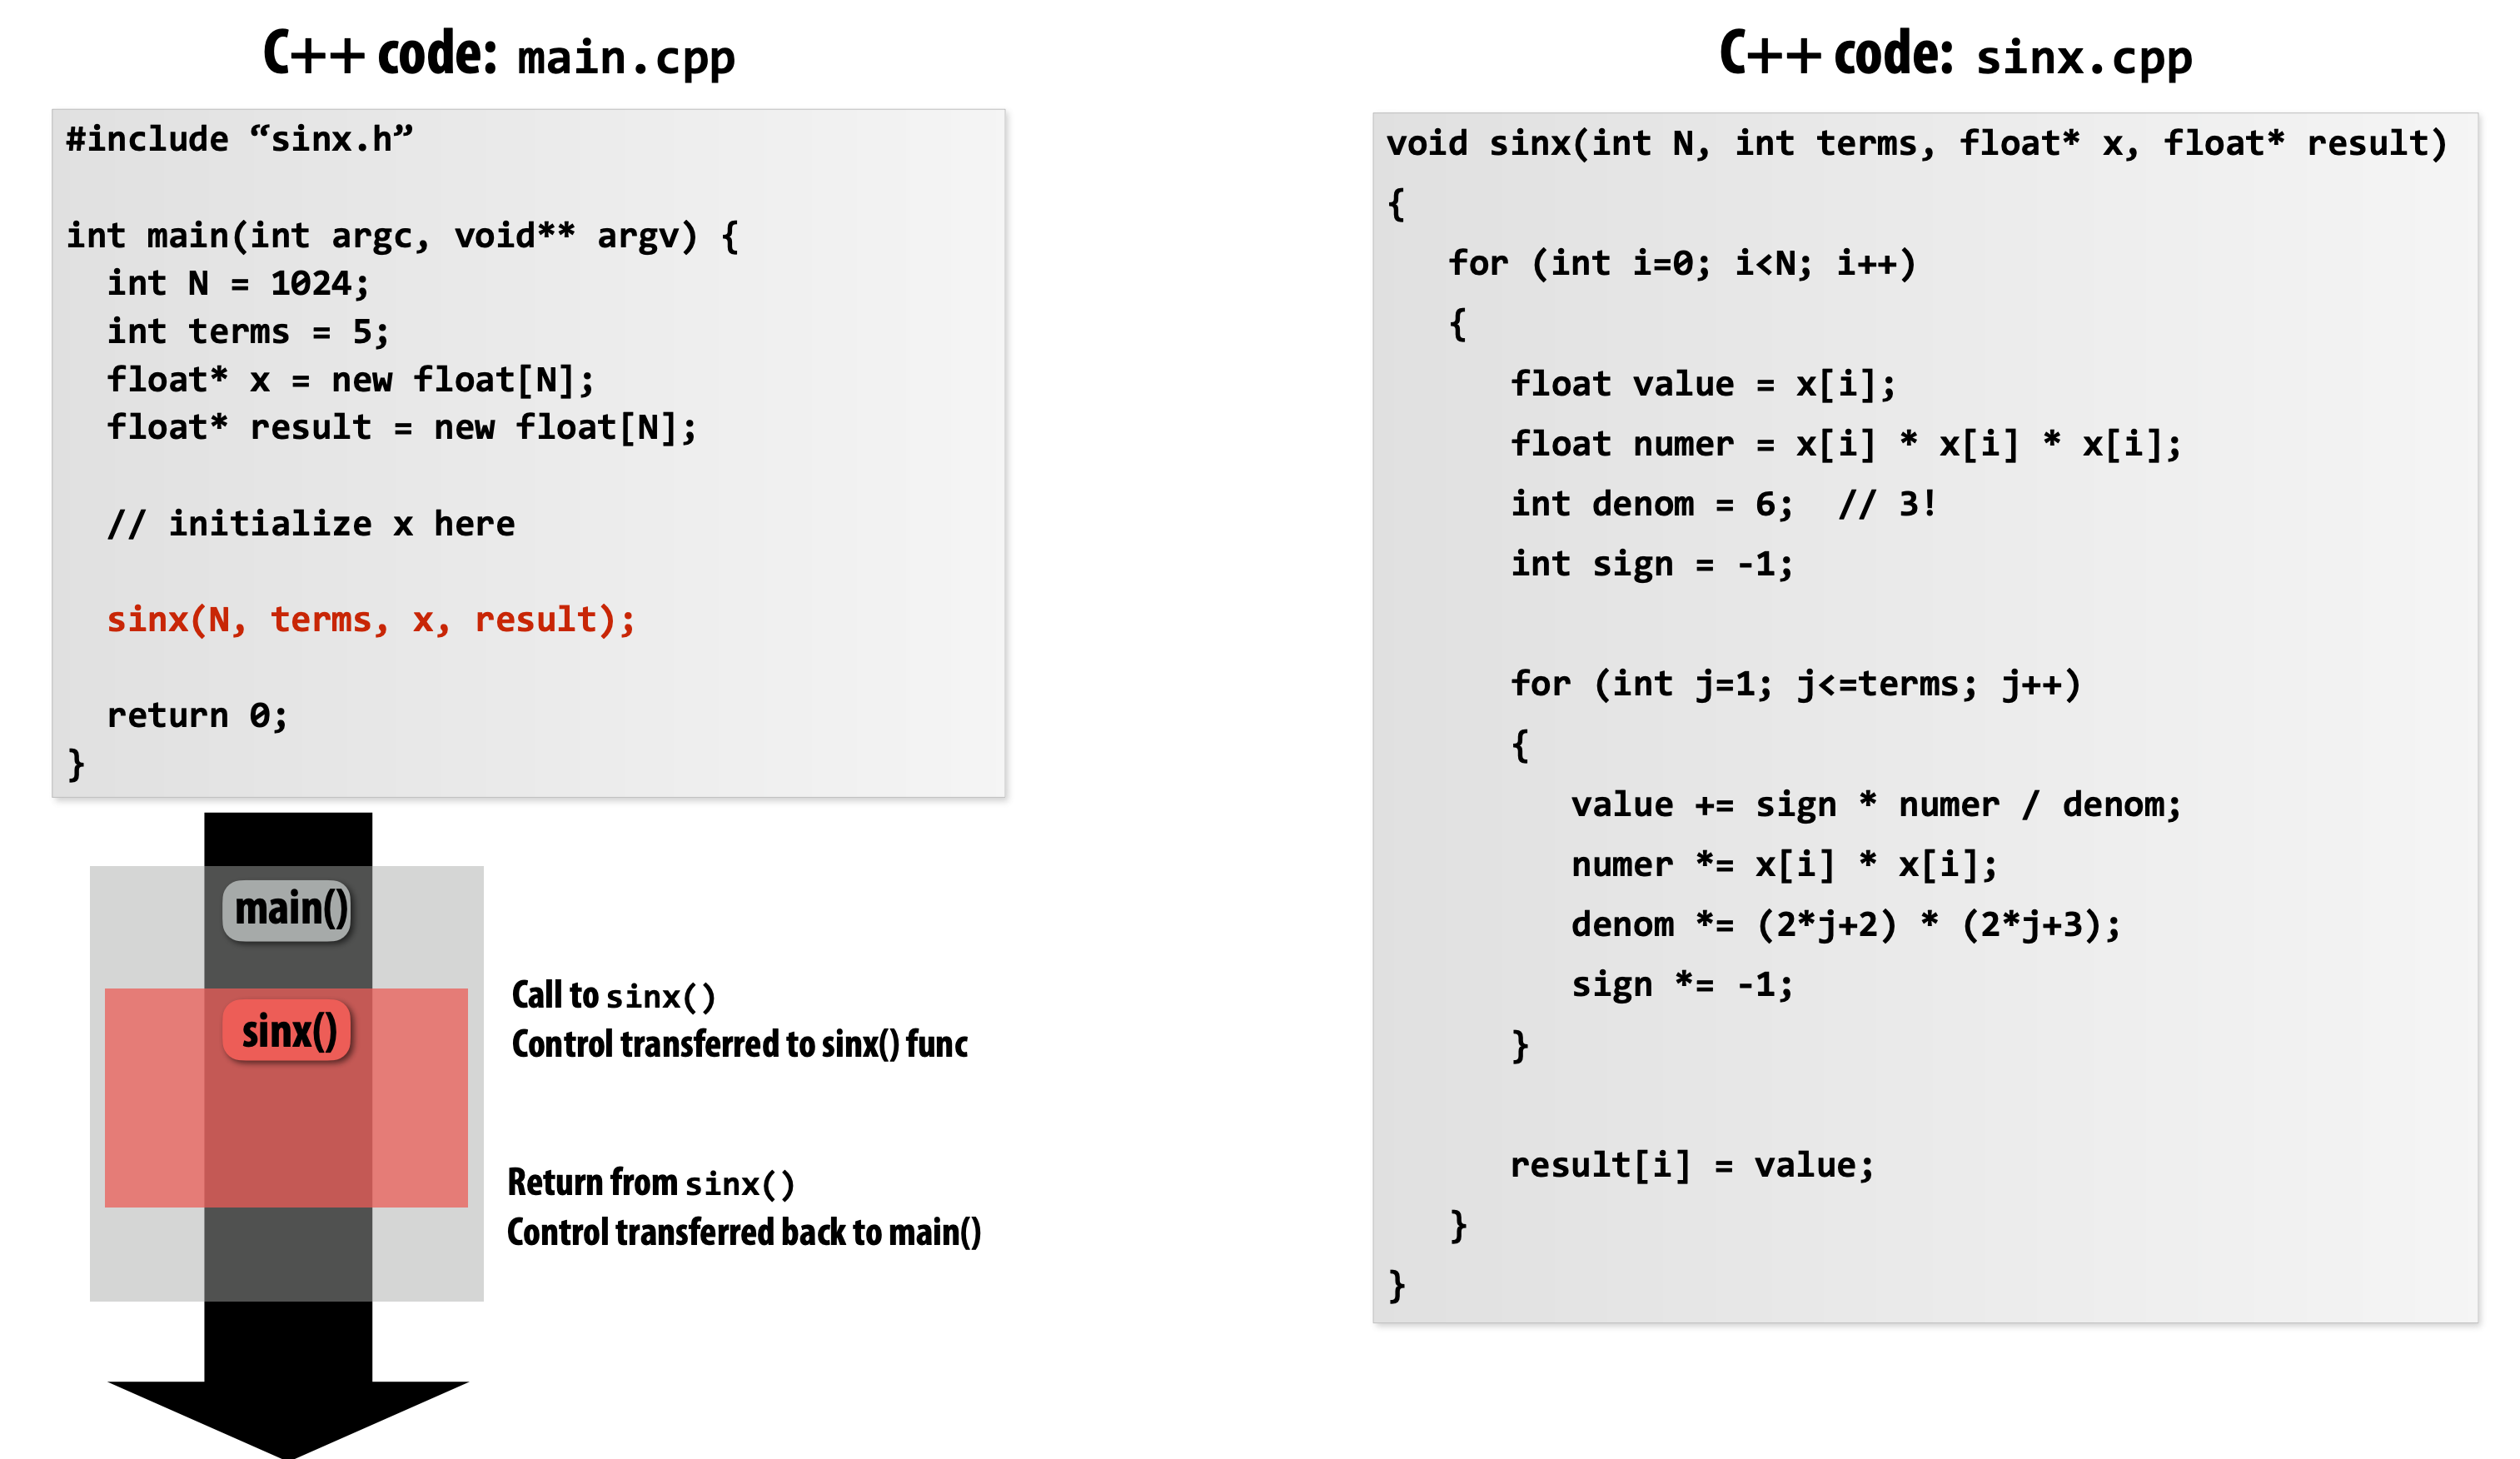 C++ code: main.cpp
#include “sinx.h”
int main(int argc, void** argv) {
  int N = 1024;
  int terms = 5;
  float* x = new float[N];
  float* result = new float[N];
  // initialize x here
  sinx(N, terms, x, result);
  return 0;
}
main()
sinx()
Call to sinx()
Control transferred to sinx() func
Return from sinx()
Control transferred back to main()
C++ code: sinx.cpp
void sinx(int N, int terms, float* x, float* result)
{
   for (int i=0; i<N; i++)
   {
      float value = x[i];
      float numer = x[i] * x[i] * x[i];
      int denom = 6;  // 3!
      int sign = -1;
      for (int j=1; j<=terms; j++)
      {
         value += sign * numer / denom;
         numer *= x[i] * x[i];
         denom *= (2*j+2) * (2*j+3);
         sign *= -1;
      }
      result[i] = value;
   }
}